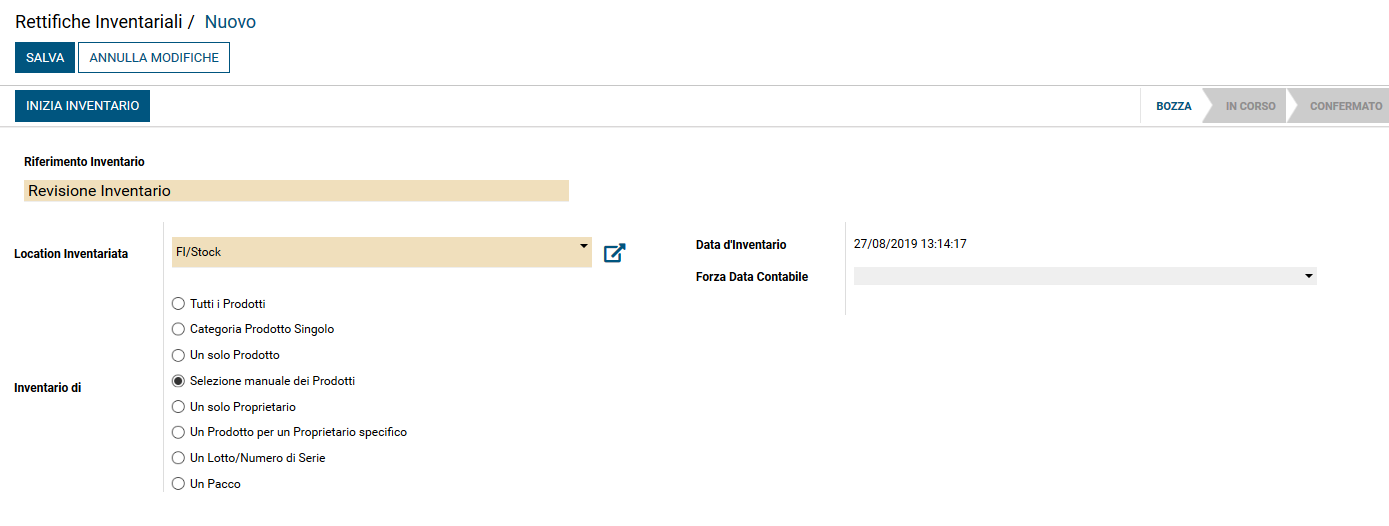 Rettifiche Inventariali / Nuovo
SALVA ANNULLA MODIFICHE
INIZIA INVENTARIO
BOZZA IN CORSO CONFERMATO
Riferimento Inventario
Revisione Inventario
Location Inventariata
FI/Stock
Data d'Inventario 27/08/2019 13:14:17
Forza Data Contabile
Inventario di
Tutti i Prodotti
Categoria Prodotto Singolo
Un solo Prodotto
Selezione manuale dei Prodotti
Un solo Proprietario
Un Prodotto per un Proprietario specifico
Un Lotto/Numero di Serie
Un Pacco